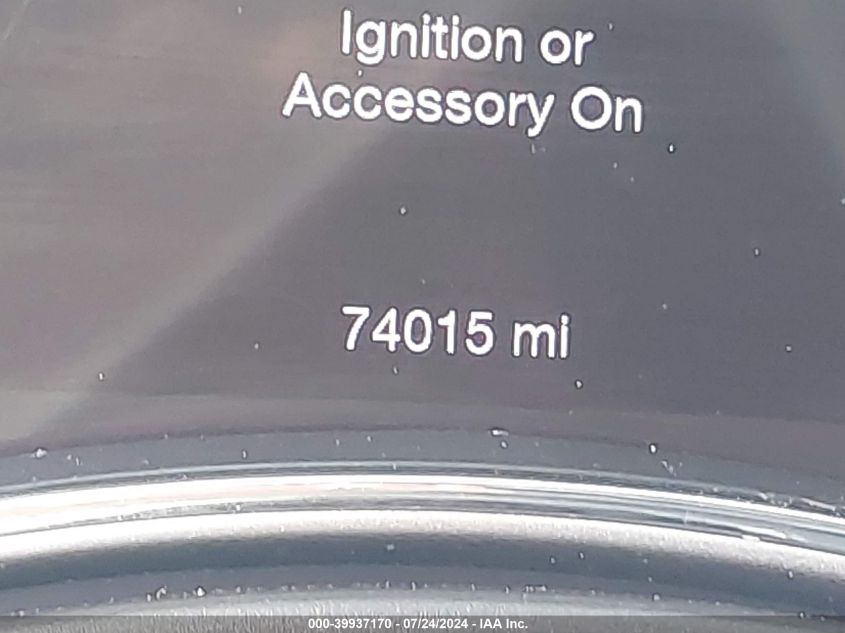 Ignition or
Accessory On
74015 mi
000-39937170 - 07/24/2024 - IAA Inc.